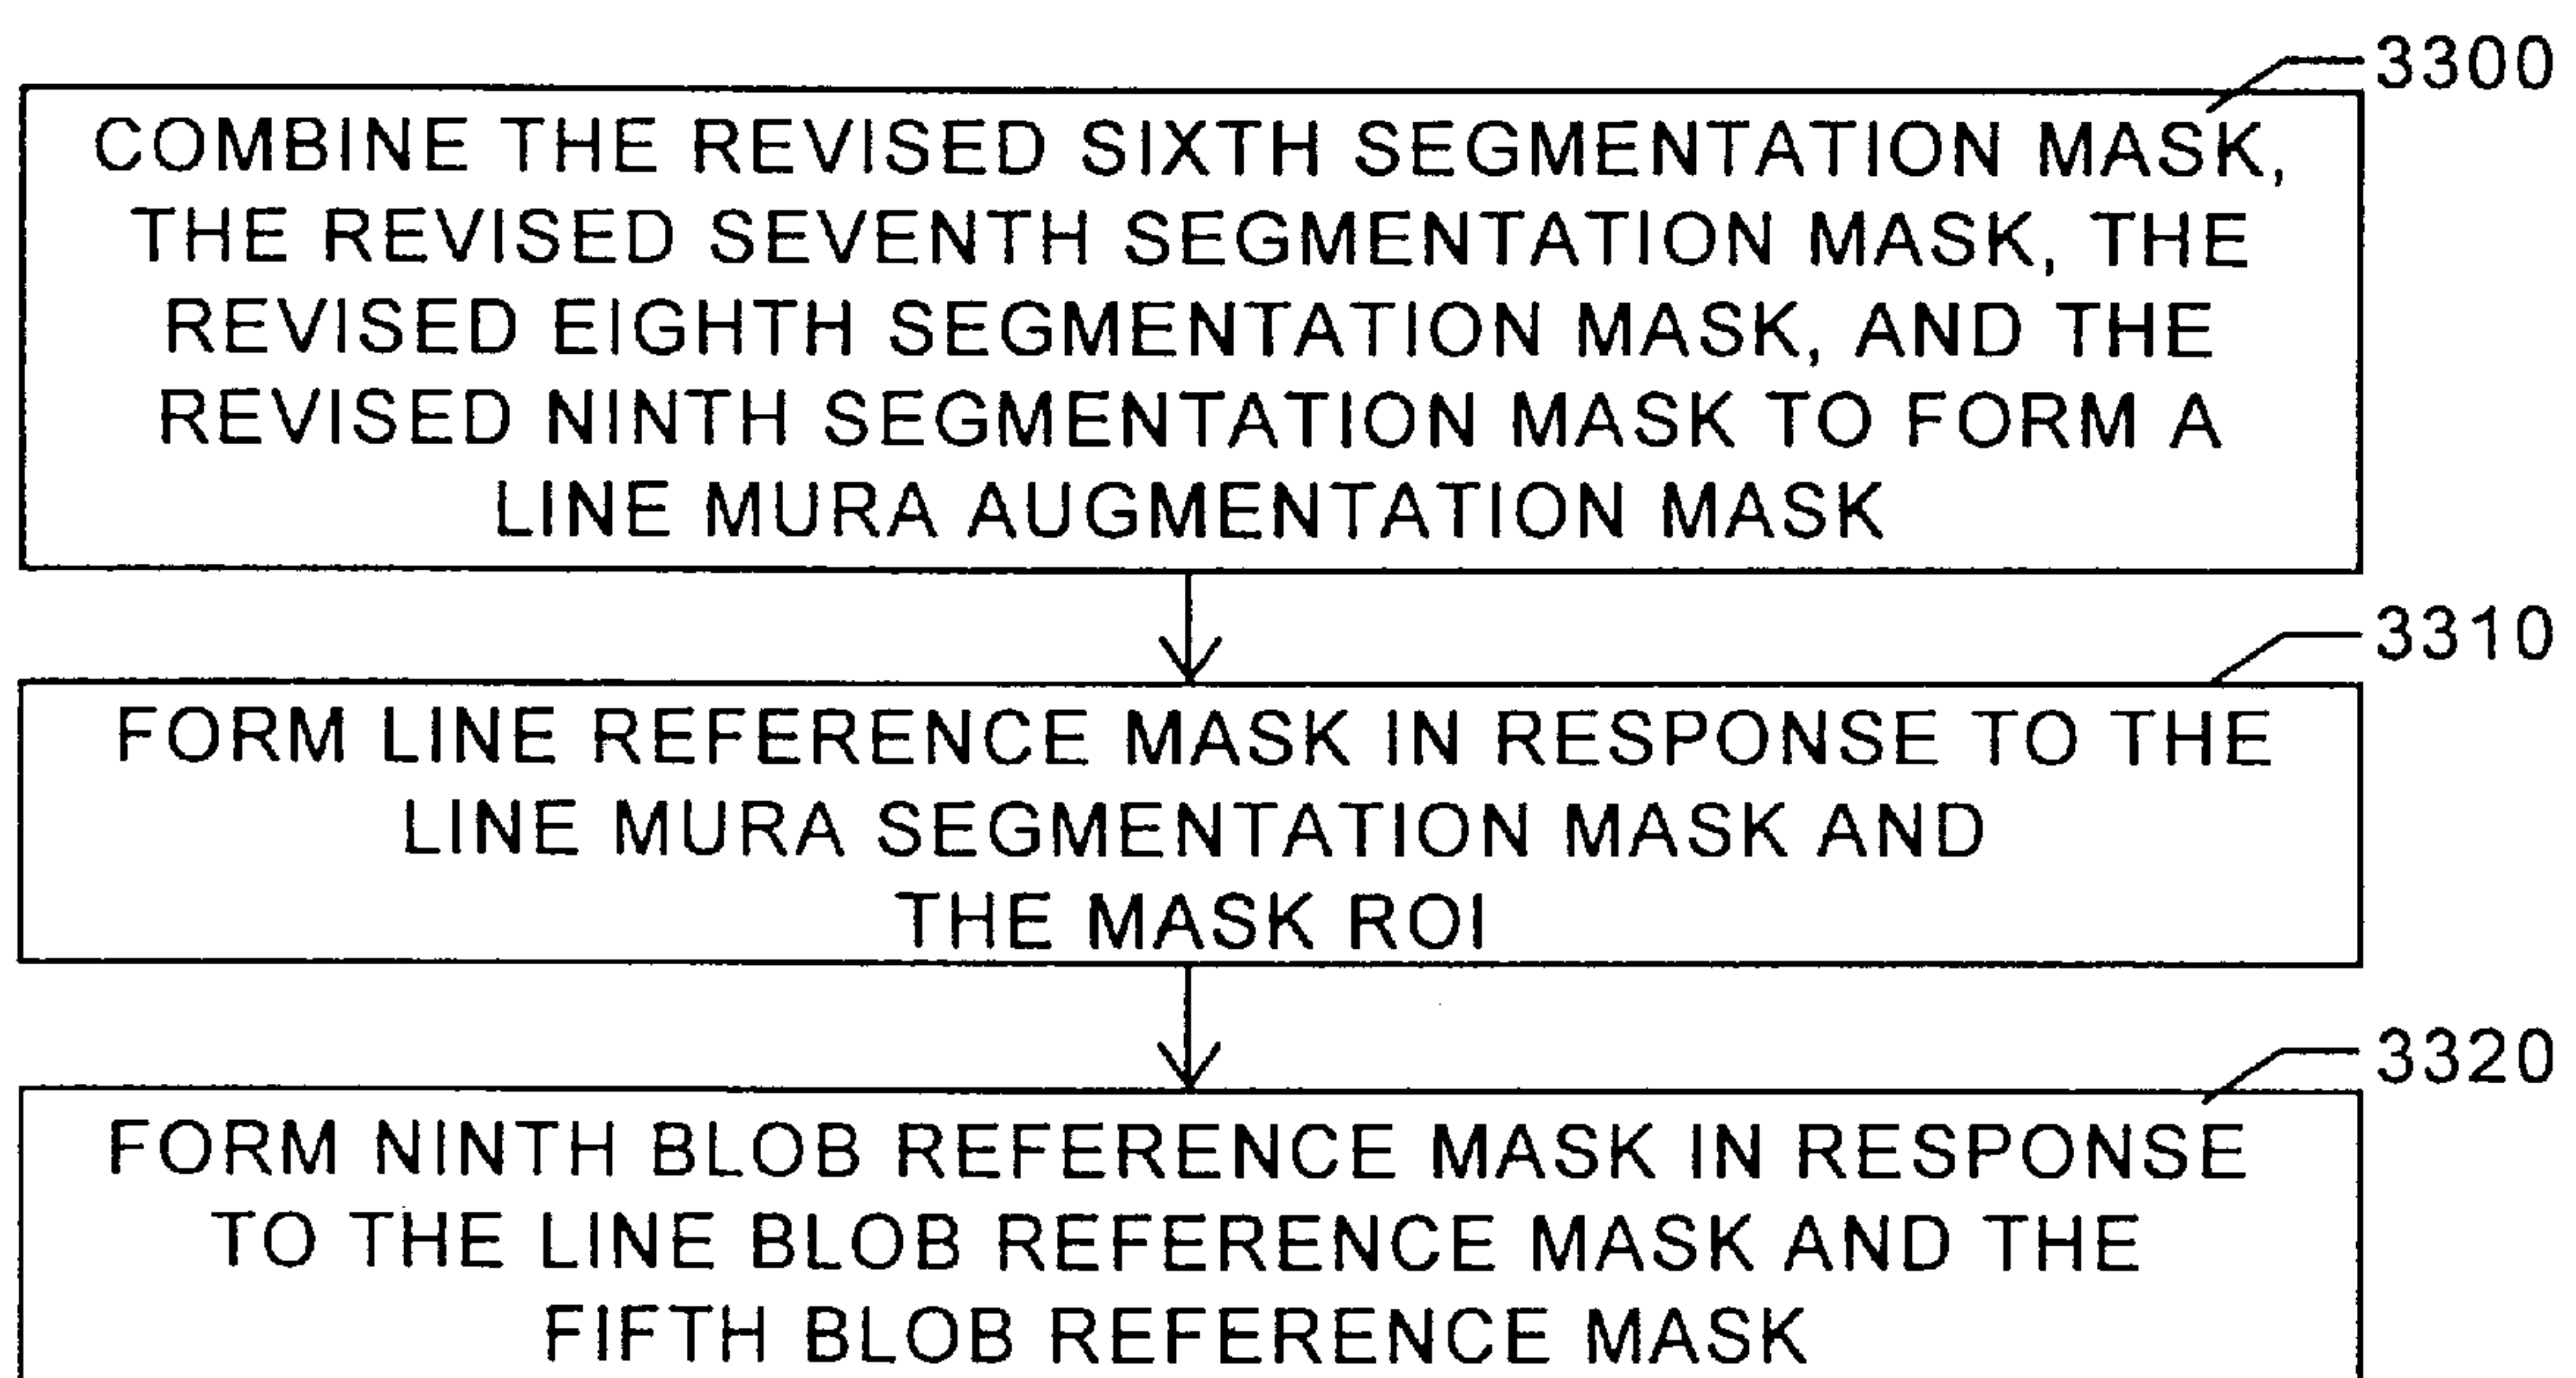 3300
COMBINE THE REVISED SIXTH SEGMENTATION MASK,
THE REVISED SEVENTH SEGMENTATION MASK, THE
REVISED EIGHTH SEGMENTATION MASK, AND THE
REVISED NINTH SEGMENTATION MASK TO FORM A
LINE MURA AUGMENTATION MASK
3310
FORM LINE REFERENCE MASK IN RESPONSE TO THE
LINE MURA SEGMENTATION MASK AND
THE MASK ROI
3320
FORM NINTH BLOB REFERENCE MASK IN RESPONSE
TO THE LINE BLOB REFERENCE MASK AND THE
FIFTH BLOB REFERENCE MASK